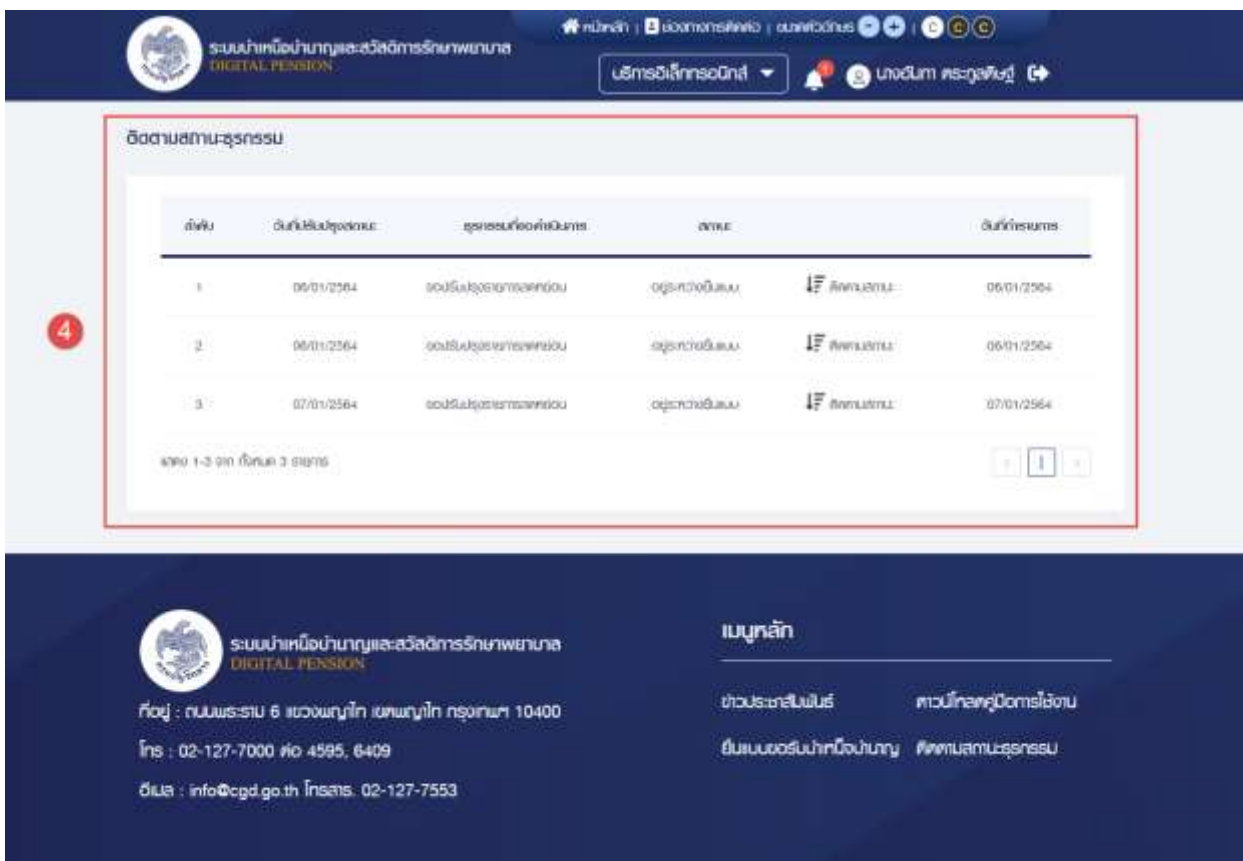 หน้าหลัก | ช่องทางการติดต่อ | ขนาดตัวอักษร - + | C C C
ระบบบำเหน็จบำนาญและสวัสดิการรักษาพยาบาล
DIGITAL PENSION
บริการอิเล็กทรอนิกส์
ติดตามสถานะธุรกรรม
ลำดับ วันที่ปรับปรุงสถานะ ธุรกรรมที่ขอดำเนินการ สถานะ วันที่ทำรายการ
1 06/01/2564 ขอปรับปรุงรายการลดหย่อน อยู่ระหว่างยื่นแบบ ติดตามสถานะ 06/01/2564
4
2 06/01/2564 ขอปรับปรุงรายการลดหย่อน อยู่ระหว่างยื่นแบบ ติดตามสถานะ 06/01/2564
3 07/01/2564 ขอปรับปรุงรายการลดหย่อน อยู่ระหว่างยื่นแบบ ติดตามสถานะ 07/01/2564
แสดง 1-3 จาก ทั้งหมด 3 รายการ < 1 >
ระบบบำเหน็จบำนาญและสวัสดิการรักษาพยาบาล
DIGITAL PENSION
ที่อยู่ : ถนนพระราม 6 แขวงพญาไท เขตพญาไท กรุงเทพฯ 10400
โทร : 02-127-7000 ต่อ 4595, 6409
อีเมล : info@cgd.go.th โทรสาร. 02-127-7553
เมนูหลัก
ข่าวประชาสัมพันธ์ ดาวน์โหลดคู่มือการใช้งาน
ยื่นแบบขอรับบำเหน็จบำนาญ ติดตามสถานะธุรกรรม